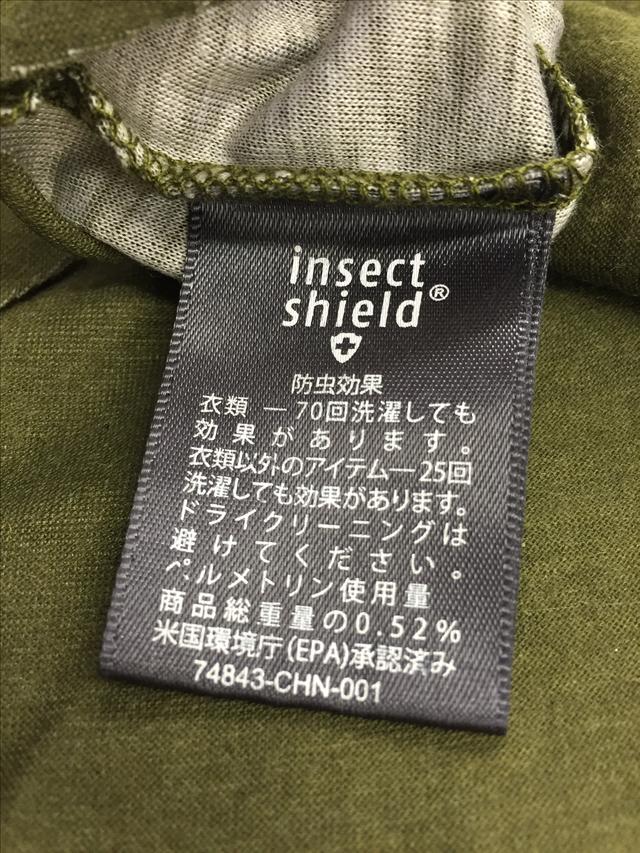 insect
shield®
防虫効果
衣類 — 70回洗濯しても
効果があります。
衣類以外のアイテム—25回
洗濯しても効果があります。
ドライクリーニングは
避けてください。
ペルメトリン使用量
商品総重量の0.52%
米国環境庁(EPA)承認済み
74843-CHN-001